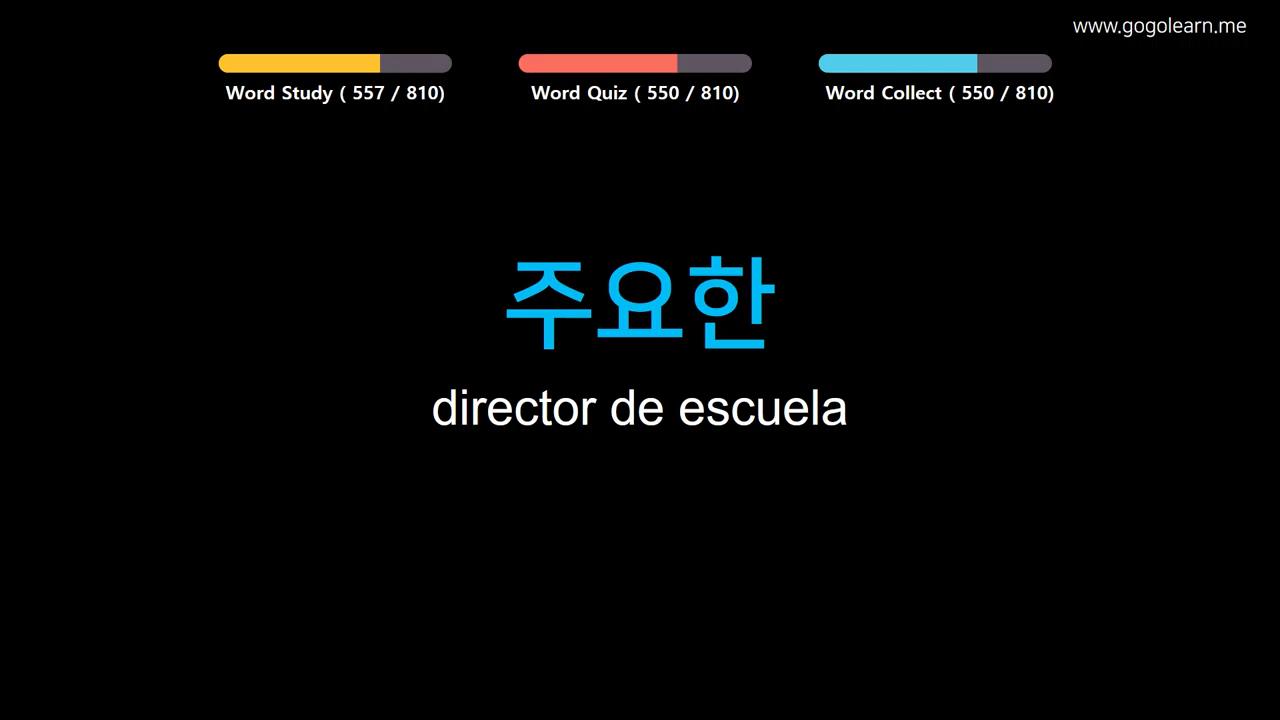 www.gogolearn.me
Word Study ( 557 / 810)
Word Quiz ( 550 / 810)
Word Collect ( 550 / 810)
주요한
director de escuela